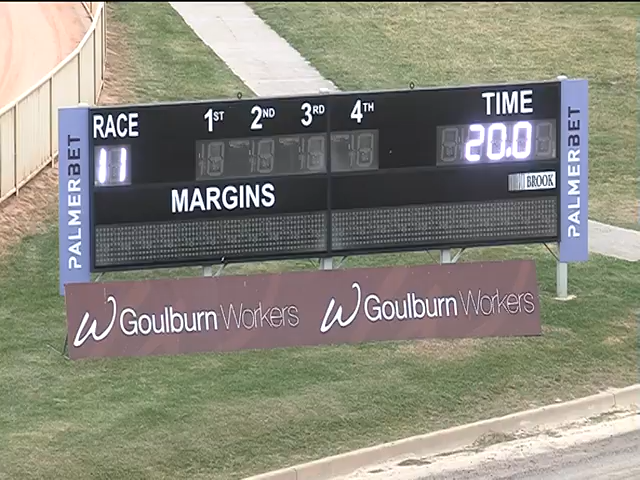 RACE 1ST 2ND 3RD 4TH TIME
11 20.0
MARGINS
BROOK
PALMERBET
PALMERBET
Goulburn Workers Goulburn Workers